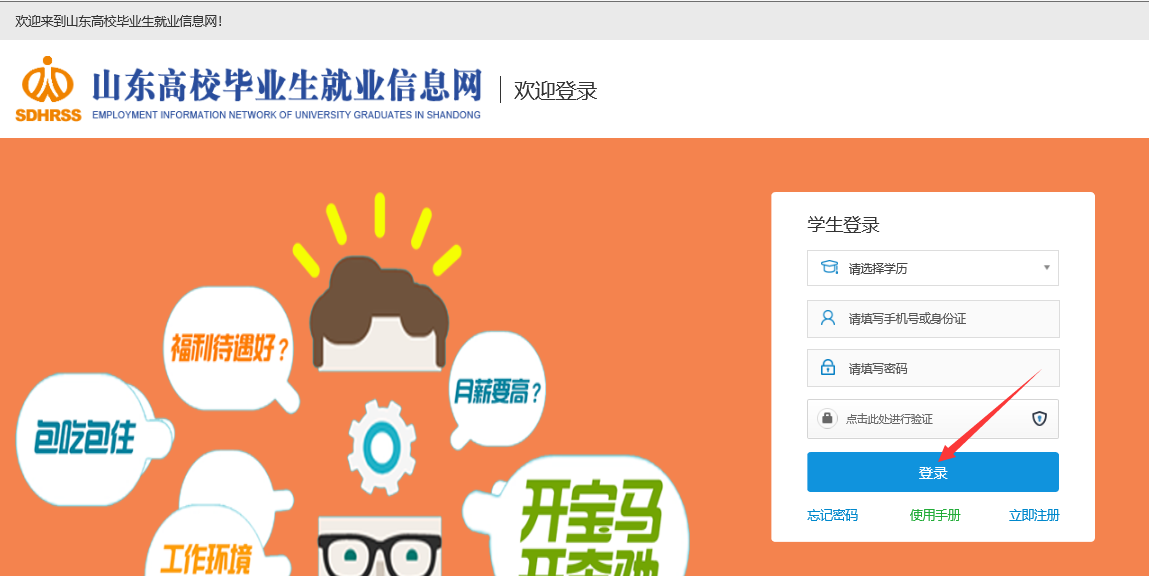 欢迎来到山东高校毕业生就业信息网!
山东高校毕业生就业信息网
欢迎登录
SDHRSS
EMPLOYMENT INFORMATION NETWORK OF UNIVERSITY GRADUATES IN SHANDONG
福利待遇好?
月薪要高?
包吃包住
开宝马
开奔驰
工作环境
学生登录
请选择学历
请填写手机号或身份证
请填写密码
点击此处进行验证
登录
忘记密码
使用手册
立即注册